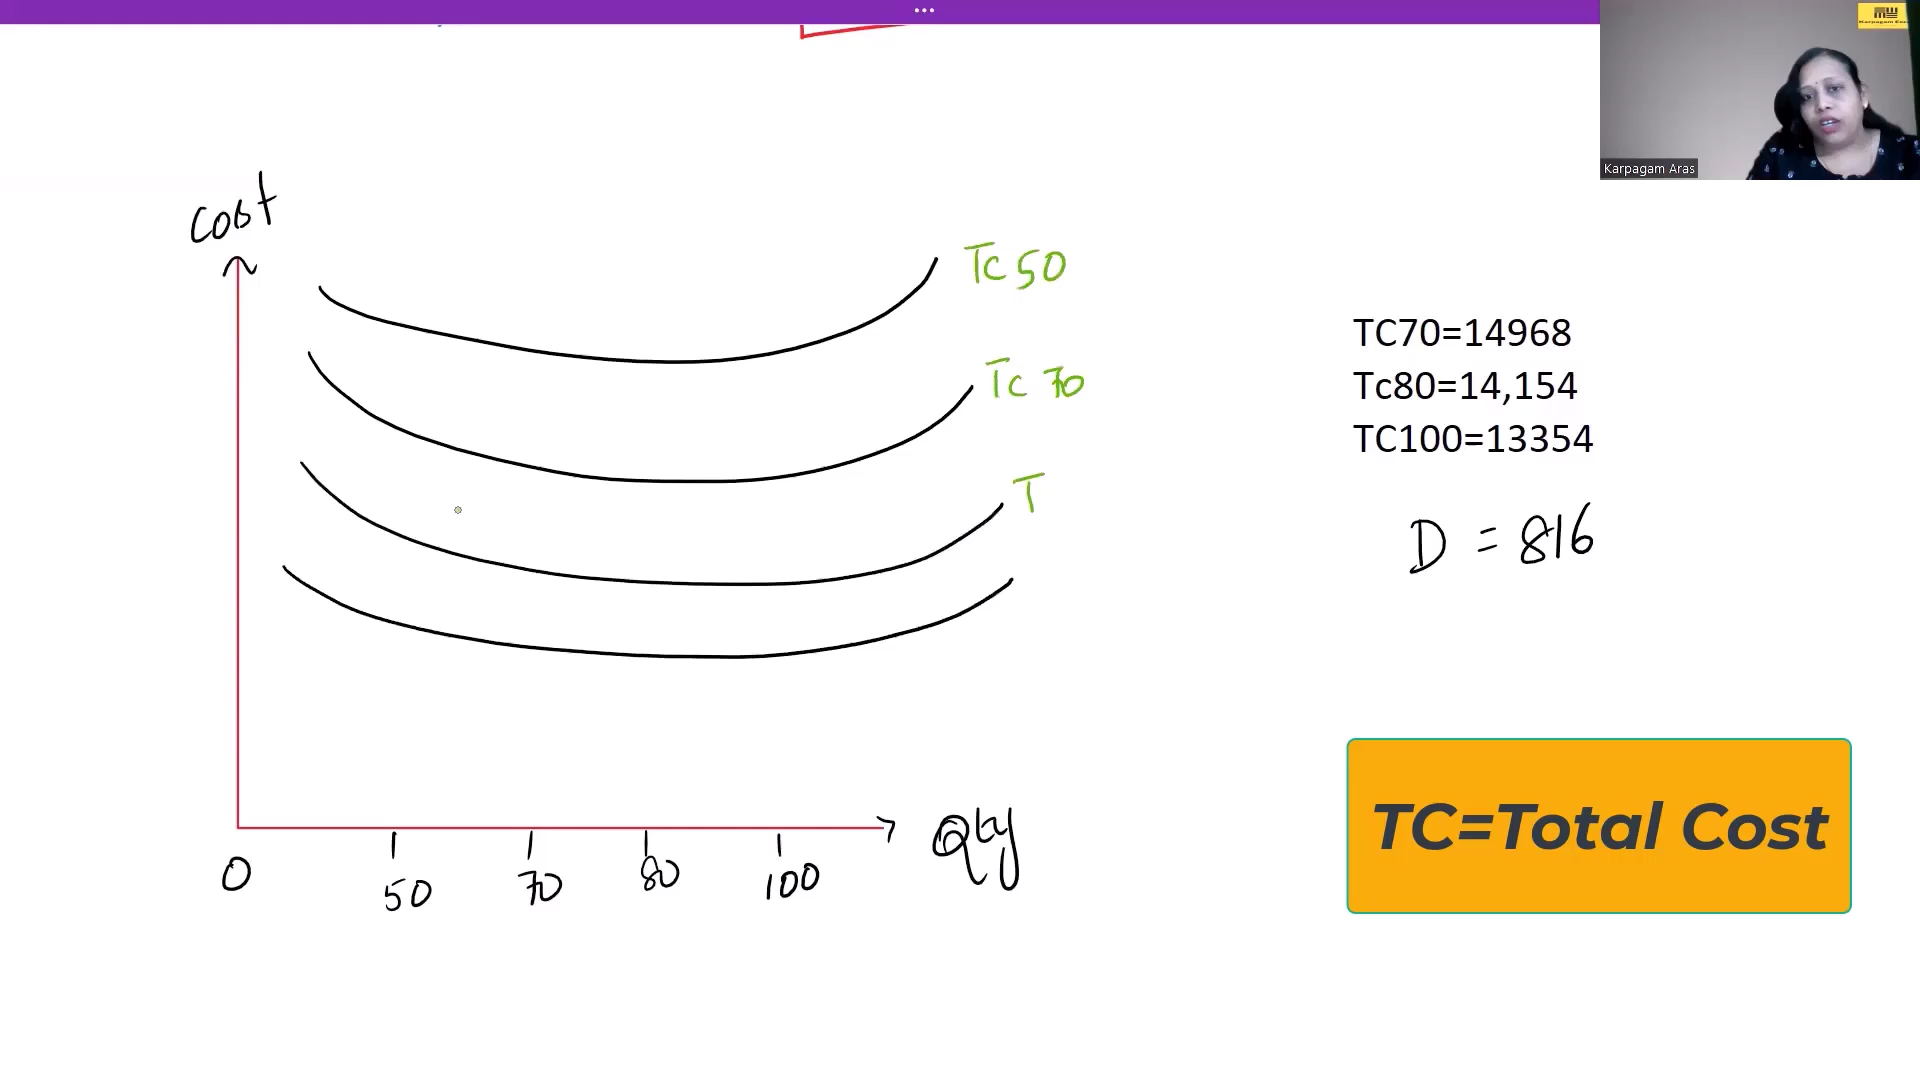 Karpagam Aras
Cost
Tc 50
Tc 70
T
TC70=14968
Tc80=14,154
TC100=13354
D = 816
TC=Total Cost
Qty
0 50 70 80 100